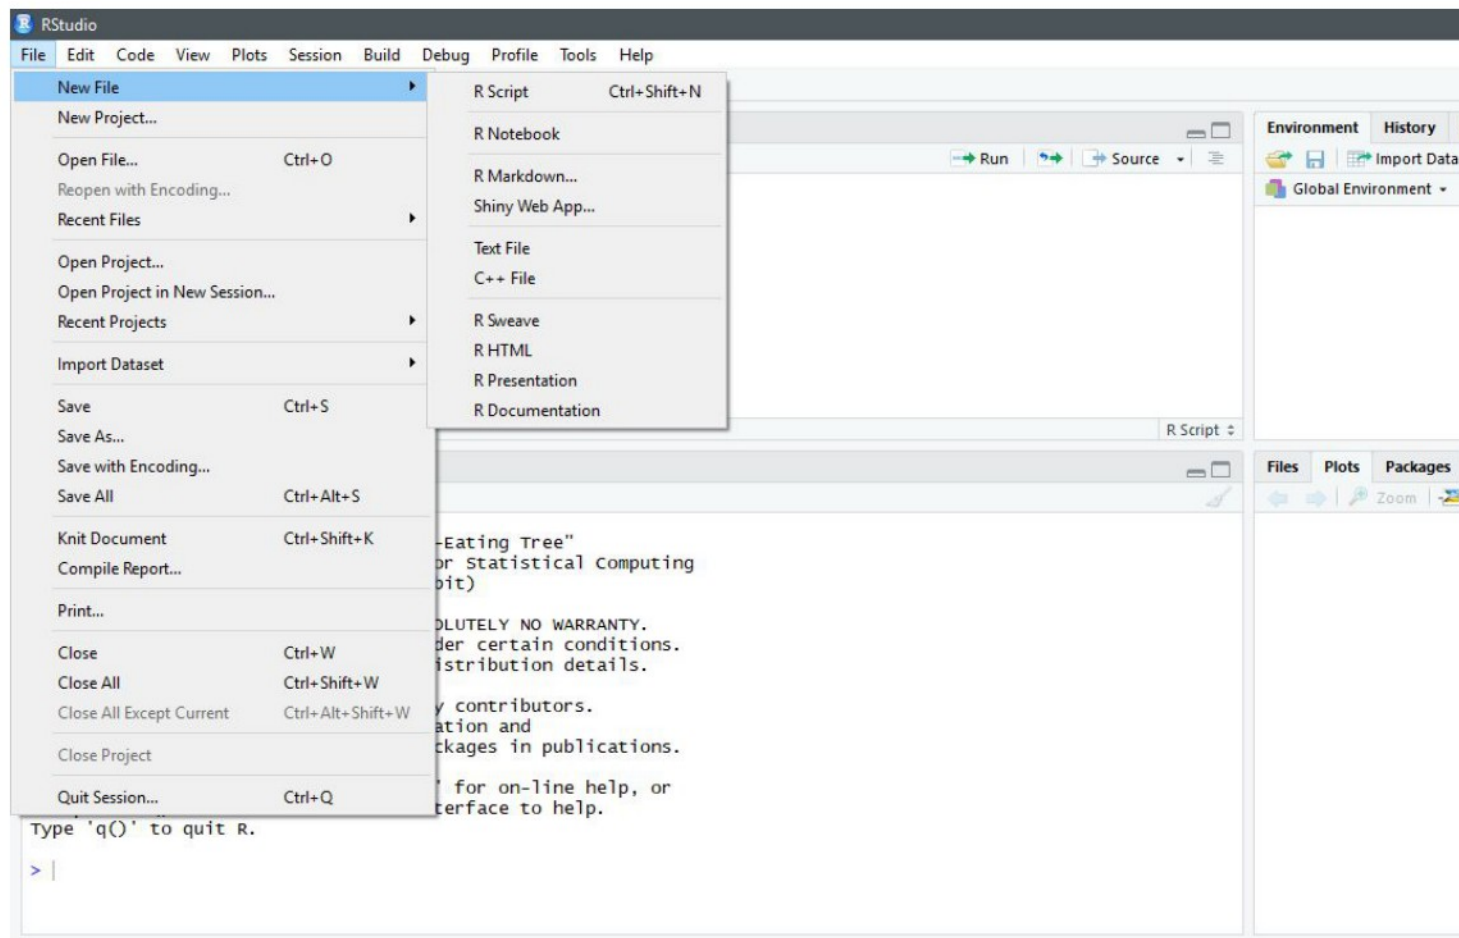 RStudio
File Edit Code View Plots Session Build Debug Profile Tools Help
New File
New Project...
Open File... Ctrl+O
Reopen with Encoding...
Recent Files
Open Project...
Open Project in New Session...
Recent Projects
Import Dataset
Save Ctrl+S
Save As...
Save with Encoding...
Save All Ctrl+Alt+S
Knit Document Ctrl+Shift+K
Compile Report...
Print...
Close Ctrl+W
Close All Ctrl+Shift+W
Close All Except Current Ctrl+Alt+Shift+W
Close Project
Quit Session... Ctrl+Q
R Script Ctrl+Shift+N
R Notebook
R Markdown...
Shiny Web App...
Text File
C++ File
R Sweave
R HTML
R Presentation
R Documentation
Run Source
R Script
-Eating Tree"
or Statistical Computing
bit)
OLUTELY NO WARRANTY.
der certain conditions.
istribution details.
y contributors.
ation and
ckages in publications.
' for on-line help, or
terface to help.
Type 'q()' to quit R.
>
Environment History
Import Data
Global Environment
Files Plots Packages
Zoom